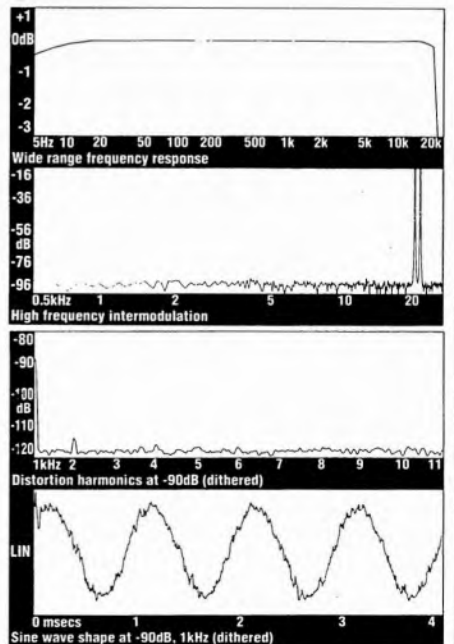 +1
0dB
-1
-2
-3
5Hz 10 20 50 100 200 500 1k 2k 5k 10k 20k
Wide range frequency response
-16
-36
-56
dB
-76
-96
0.5kHz 1 2 5 10 20
High frequency intermodulation
-80
-90
-100
dB
-110
-120
1kHz 2 3 4 5 6 7 8 9 10 11
Distortion harmonics at -90dB (dithered)
LIN
0 msecs 1 2 3 4
Sine wave shape at -90dB, 1kHz (dithered)